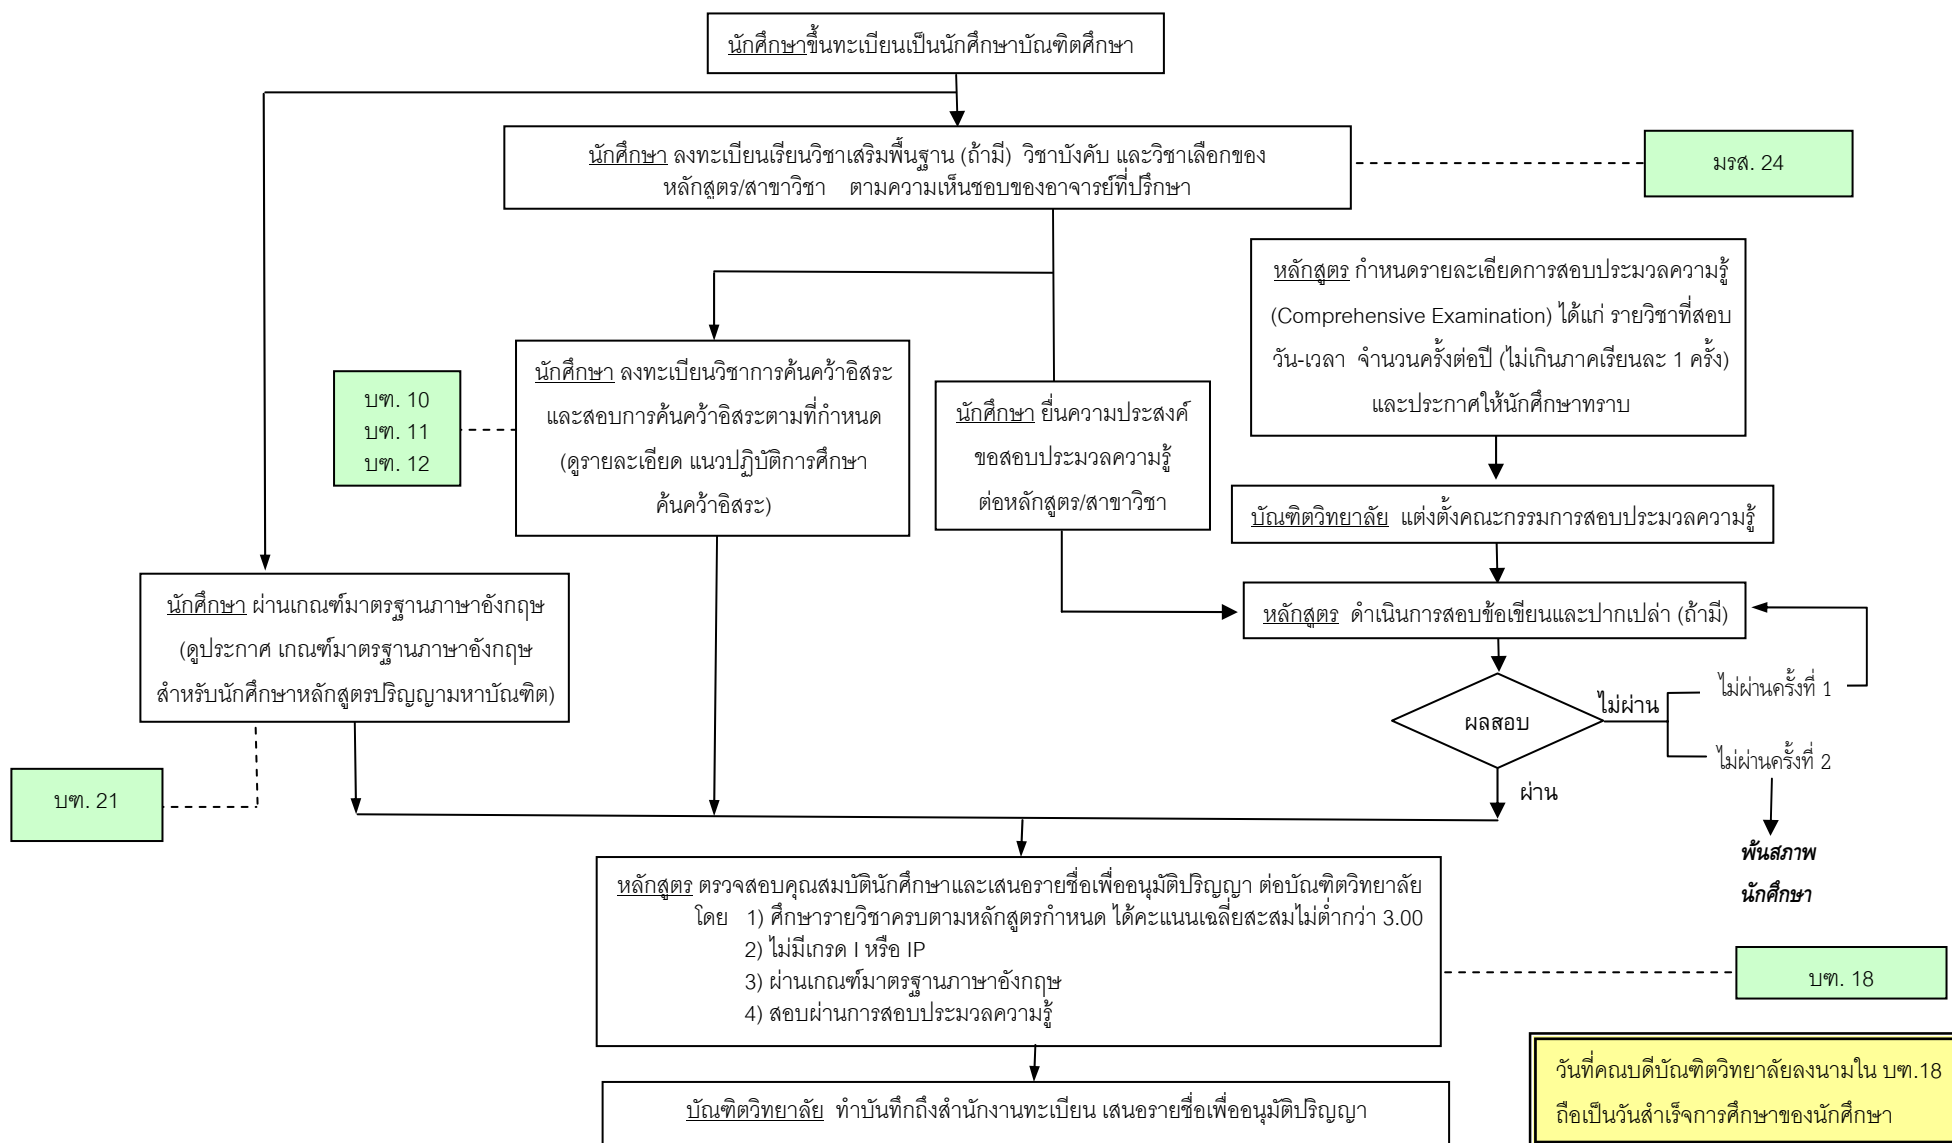 นักศึกษาขึ้นทะเบียนเป็นนักศึกษาบัณฑิตศึกษา
นักศึกษา ลงทะเบียนเรียนวิชาเสริมพื้นฐาน (ถ้ามี) วิชาบังคับ และวิชาเลือกของ
หลักสูตร/สาขาวิชา ตามความเห็นชอบของอาจารย์ที่ปรึกษา
มรส. 24
หลักสูตร กำหนดรายละเอียดการสอบประมวลความรู้
(Comprehensive Examination) ได้แก่ รายวิชาที่สอบ
วัน-เวลา จำนวนครั้งต่อปี (ไม่เกินภาคเรียนละ 1 ครั้ง)
และประกาศให้นักศึกษาทราบ
บฑ. 10
บฑ. 11
บฑ. 12
นักศึกษา ลงทะเบียนวิชาการค้นคว้าอิสระ
และสอบการค้นคว้าอิสระตามที่กำหนด
(ดูรายละเอียด แนวปฏิบัติการศึกษา
ค้นคว้าอิสระ)
นักศึกษา ยื่นความประสงค์
ขอสอบประมวลความรู้
ต่อหลักสูตร/สาขาวิชา
บัณฑิตวิทยาลัย แต่งตั้งคณะกรรมการสอบประมวลความรู้
นักศึกษา ผ่านเกณฑ์มาตรฐานภาษาอังกฤษ
(ดูประกาศ เกณฑ์มาตรฐานภาษาอังกฤษ
สำหรับนักศึกษาหลักสูตรปริญญามหาบัณฑิต)
หลักสูตร ดำเนินการสอบข้อเขียนและปากเปล่า (ถ้ามี)
ผลสอบ
ไม่ผ่าน
ไม่ผ่านครั้งที่ 1
ไม่ผ่านครั้งที่ 2
ผ่าน
พ้นสภาพ
นักศึกษา
บฑ. 21
หลักสูตร ตรวจสอบคุณสมบัตินักศึกษาและเสนอรายชื่อเพื่ออนุมัติปริญญา ต่อบัณฑิตวิทยาลัย
โดย 1) ศึกษารายวิชาครบตามหลักสูตรกำหนด ได้คะแนนเฉลี่ยสะสมไม่ต่ำกว่า 3.00
2) ไม่มีเกรด I หรือ IP
3) ผ่านเกณฑ์มาตรฐานภาษาอังกฤษ
4) สอบผ่านการสอบประมวลความรู้
บฑ. 18
บัณฑิตวิทยาลัย ทำบันทึกถึงสำนักงานทะเบียน เสนอรายชื่อเพื่ออนุมัติปริญญา
วันที่คณบดีบัณฑิตวิทยาลัยลงนามใน บฑ.18
ถือเป็นวันสำเร็จการศึกษาของนักศึกษา